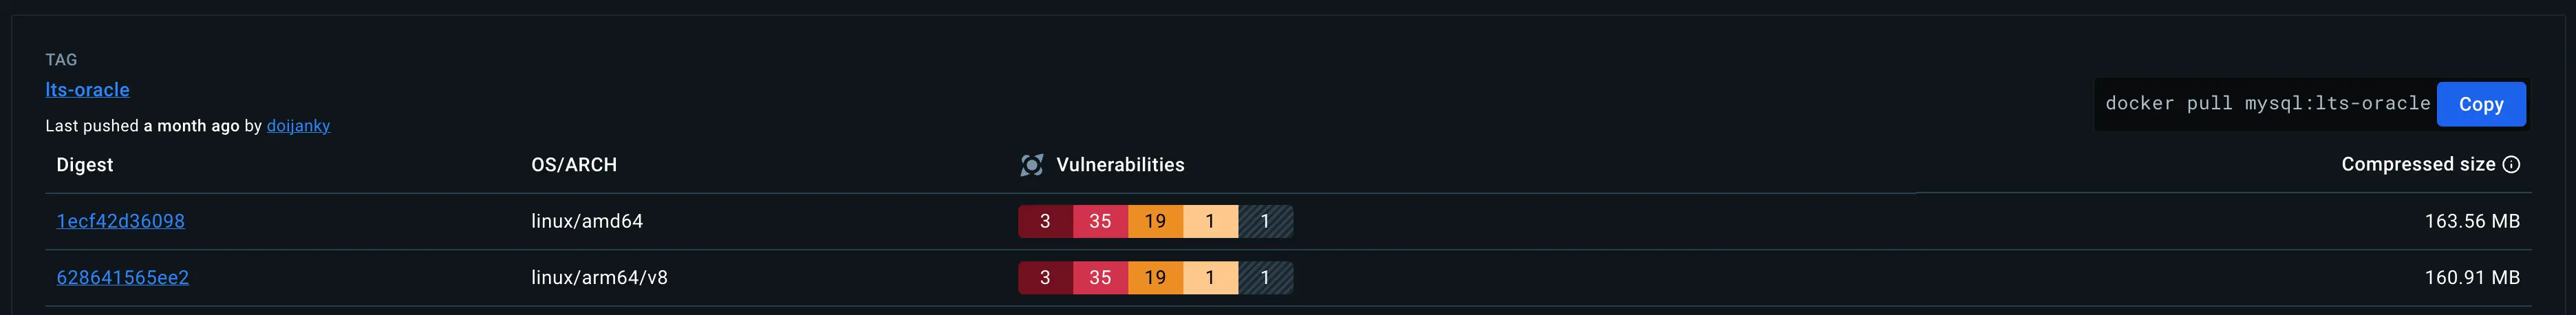 TAG
lts-oracle
Last pushed a month ago by doijanky
docker pull mysql:lts-oracle Copy
Digest OS/ARCH Vulnerabilities Compressed size
1ecf42d36098 linux/amd64 3 35 19 1 1 163.56 MB
628641565ee2 linux/arm64/v8 3 35 19 1 1 160.91 MB